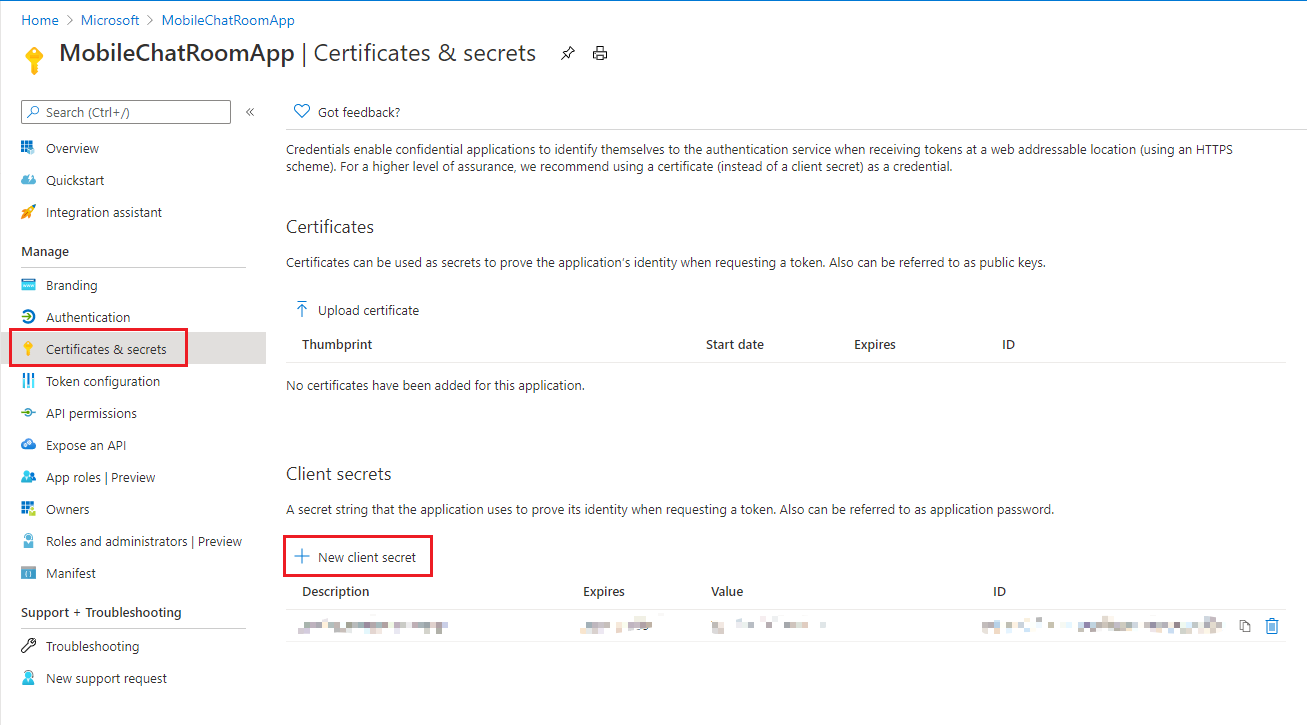 Home > Microsoft > MobileChatRoomApp
MobileChatRoomApp | Certificates & secrets
Search (Ctrl+/)
«
Overview
Quickstart
Integration assistant
Manage
Branding
Authentication
Certificates & secrets
Token configuration
API permissions
Expose an API
App roles | Preview
Owners
Roles and administrators | Preview
Manifest
Support + Troubleshooting
Troubleshooting
New support request
Got feedback?
Credentials enable confidential applications to identify themselves to the authentication service when receiving tokens at a web addressable location (using an HTTPS
scheme). For a higher level of assurance, we recommend using a certificate (instead of a client secret) as a credential.
Certificates
Certificates can be used as secrets to prove the application's identity when requesting a token. Also can be referred to as public keys.
Upload certificate
Thumbprint Start date Expires ID
No certificates have been added for this application.
Client secrets
A secret string that the application uses to prove its identity when requesting a token. Also can be referred to as application password.
New client secret
Description Expires Value ID